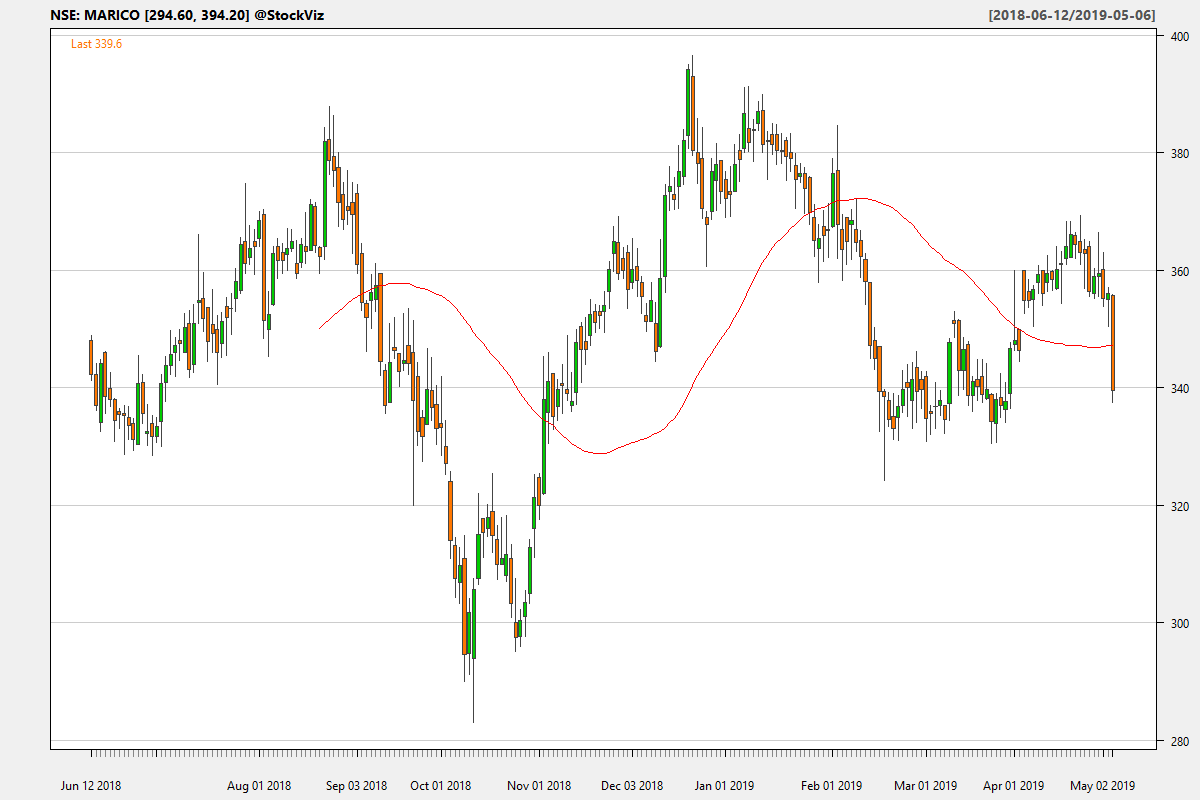 NSE: MARICO [294.60, 394.20] @StockViz [2018-06-12/2019-05-06]
Last 339.6
400
380
360
340
320
300
280
Jun 12 2018 Aug 01 2018 Sep 03 2018 Oct 01 2018 Nov 01 2018 Dec 03 2018 Jan 01 2019 Feb 01 2019 Mar 01 2019 Apr 01 2019 May 02 2019